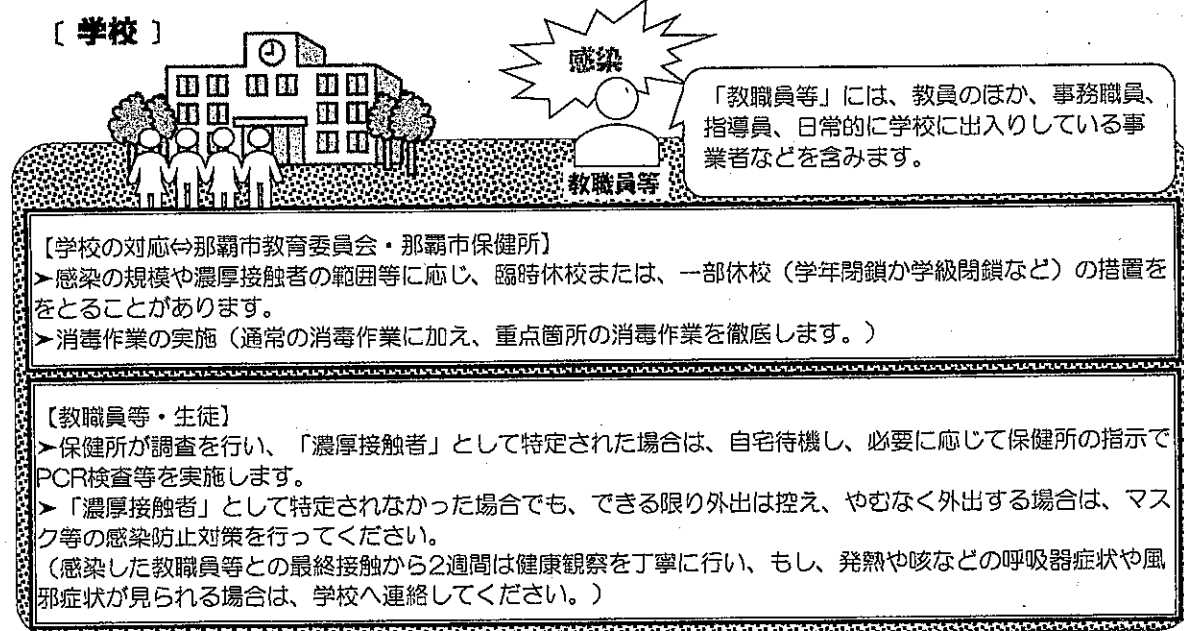 〔 学校 〕
感染
「教職員等」には、教員のほか、事務職員、
指導員、日常的に学校に出入りしている事
業者などを含みます。
教職員等
【学校の対応⇔那覇市教育委員会・那覇市保健所】
➤感染の規模や濃厚接触者の範囲等に応じ、臨時休校または、一部休校（学年閉鎖か学級閉鎖など）の措置を
をとることがあります。
➤消毒作業の実施（通常の消毒作業に加え、重点箇所の消毒作業を徹底します。）
【教職員等・生徒】
➤保健所が調査を行い、「濃厚接触者」として特定された場合は、自宅待機し、必要に応じて保健所の指示で
PCR検査等を実施します。
➤「濃厚接触者」として特定されなかった場合でも、できる限り外出は控え、やむなく外出する場合は、マス
ク等の感染防止対策を行ってください。
（感染した教職員等との最終接触から2週間は健康観察を丁寧に行い、もし、発熱や咳などの呼吸器症状や風
邪症状が見られる場合は、学校へ連絡してください。）